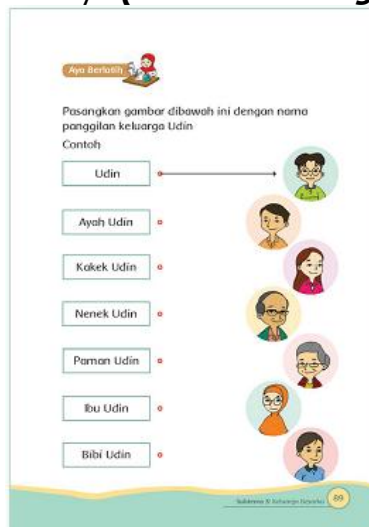 Ayo Berlatih
Pasangkan gambar dibawah ini dengan nama
panggilan keluarga Udin
Contoh
Udin
Ayah Udin
Kakek Udin
Nenek Udin
Paman Udin
Ibu Udin
Bibi Udin
89